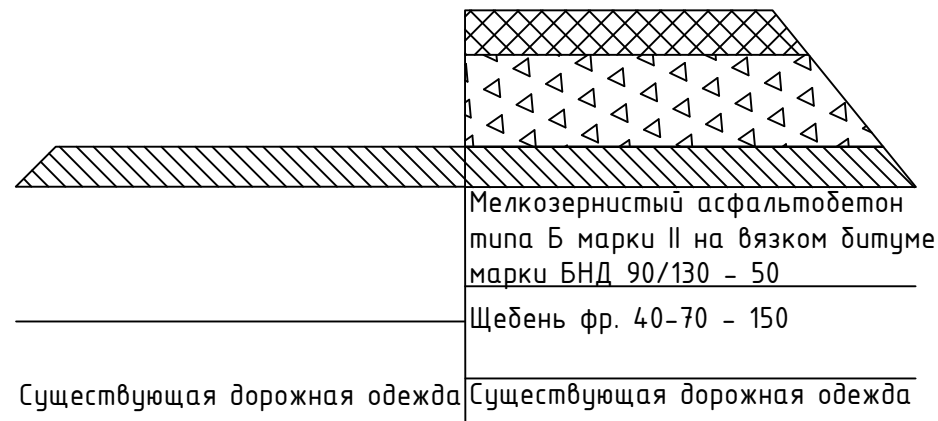 Мелкозернистый асфальтобетон
типа Б марки II на вязком битуме
марки БНД 90/130 - 50
Щебень фр. 40-70 - 150
Существующая дорожная одежда
Существующая дорожная одежда